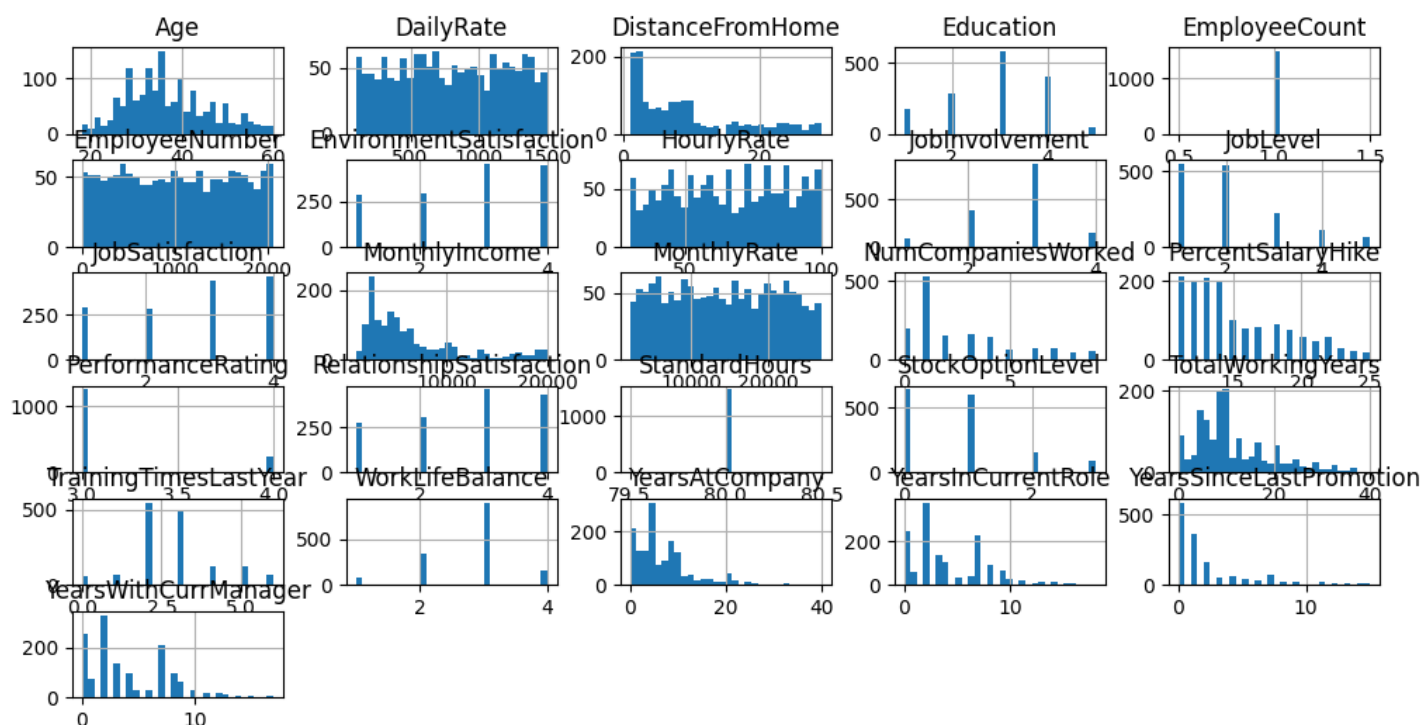 Age DailyRate DistanceFromHome Education EmployeeCount
100 50 200 500 1000
0 0 0 0 0
20 40 60 500 1000 1500 0 20 2 4 0.5 1.0 1.5
EmployeeNumber EnvironmentSatisfaction HourlyRate JobInvolvement JobLevel
50 250 50 500 500
0 0 0 0 0
0 1000 2000 2 4 50 100 2 4 2 4
JobSatisfaction MonthlyIncome MonthlyRate NumCompaniesWorked PercentSalaryHike
250 200 50 500 200
0 0 0 0 0
2 4 10000 20000 10000 20000 0 5 15 20 25
PerformanceRating RelationshipSatisfaction StandardHours StockOptionLevel TotalWorkingYears
1000 250 1000 500 200
0 0 0 0 0
3.0 3.5 4.0 2 4 79.5 80.0 80.5 0 2 0 20 40
TrainingTimesLastYear WorkLifeBalance YearsAtCompany YearsInCurrentRole YearsSinceLastPromotion
500 500 200 200 500
0 0 0 0 0
0.0 2.5 5.0 2 4 0 20 40 0 10 0 10
YearsWithCurrManager
200
0
0 10